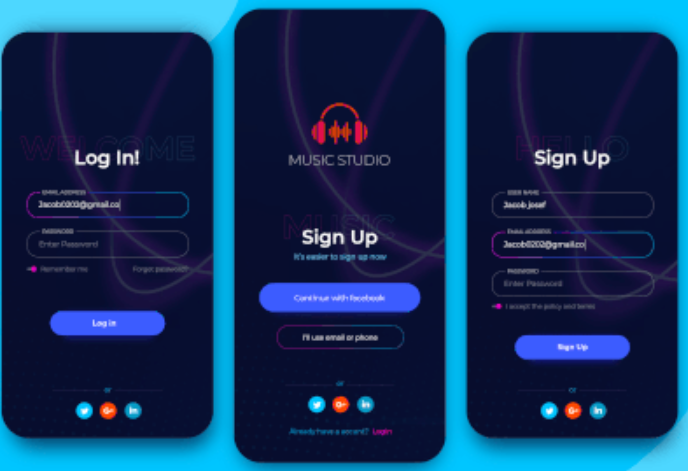 WELCOME
Log In!
EMAIL ADDRESS
Jacob0202@gmail.co
PASSWORD
Enter Password
Remember me
Forgot password?
Log in
or
MUSIC STUDIO
MUSIC
Sign Up
It's easier to sign up now
Continue with facebook
I'll use email or phone
or
G+
in
Already have a accont? Login
HELLO
Sign Up
USER NAME
Jacob josef
EMAIL ADDRESS
Jacob0202@gmail.co
PASSWORD
Enter Password
I accept the policy and terms
Sign Up
or
G+
in